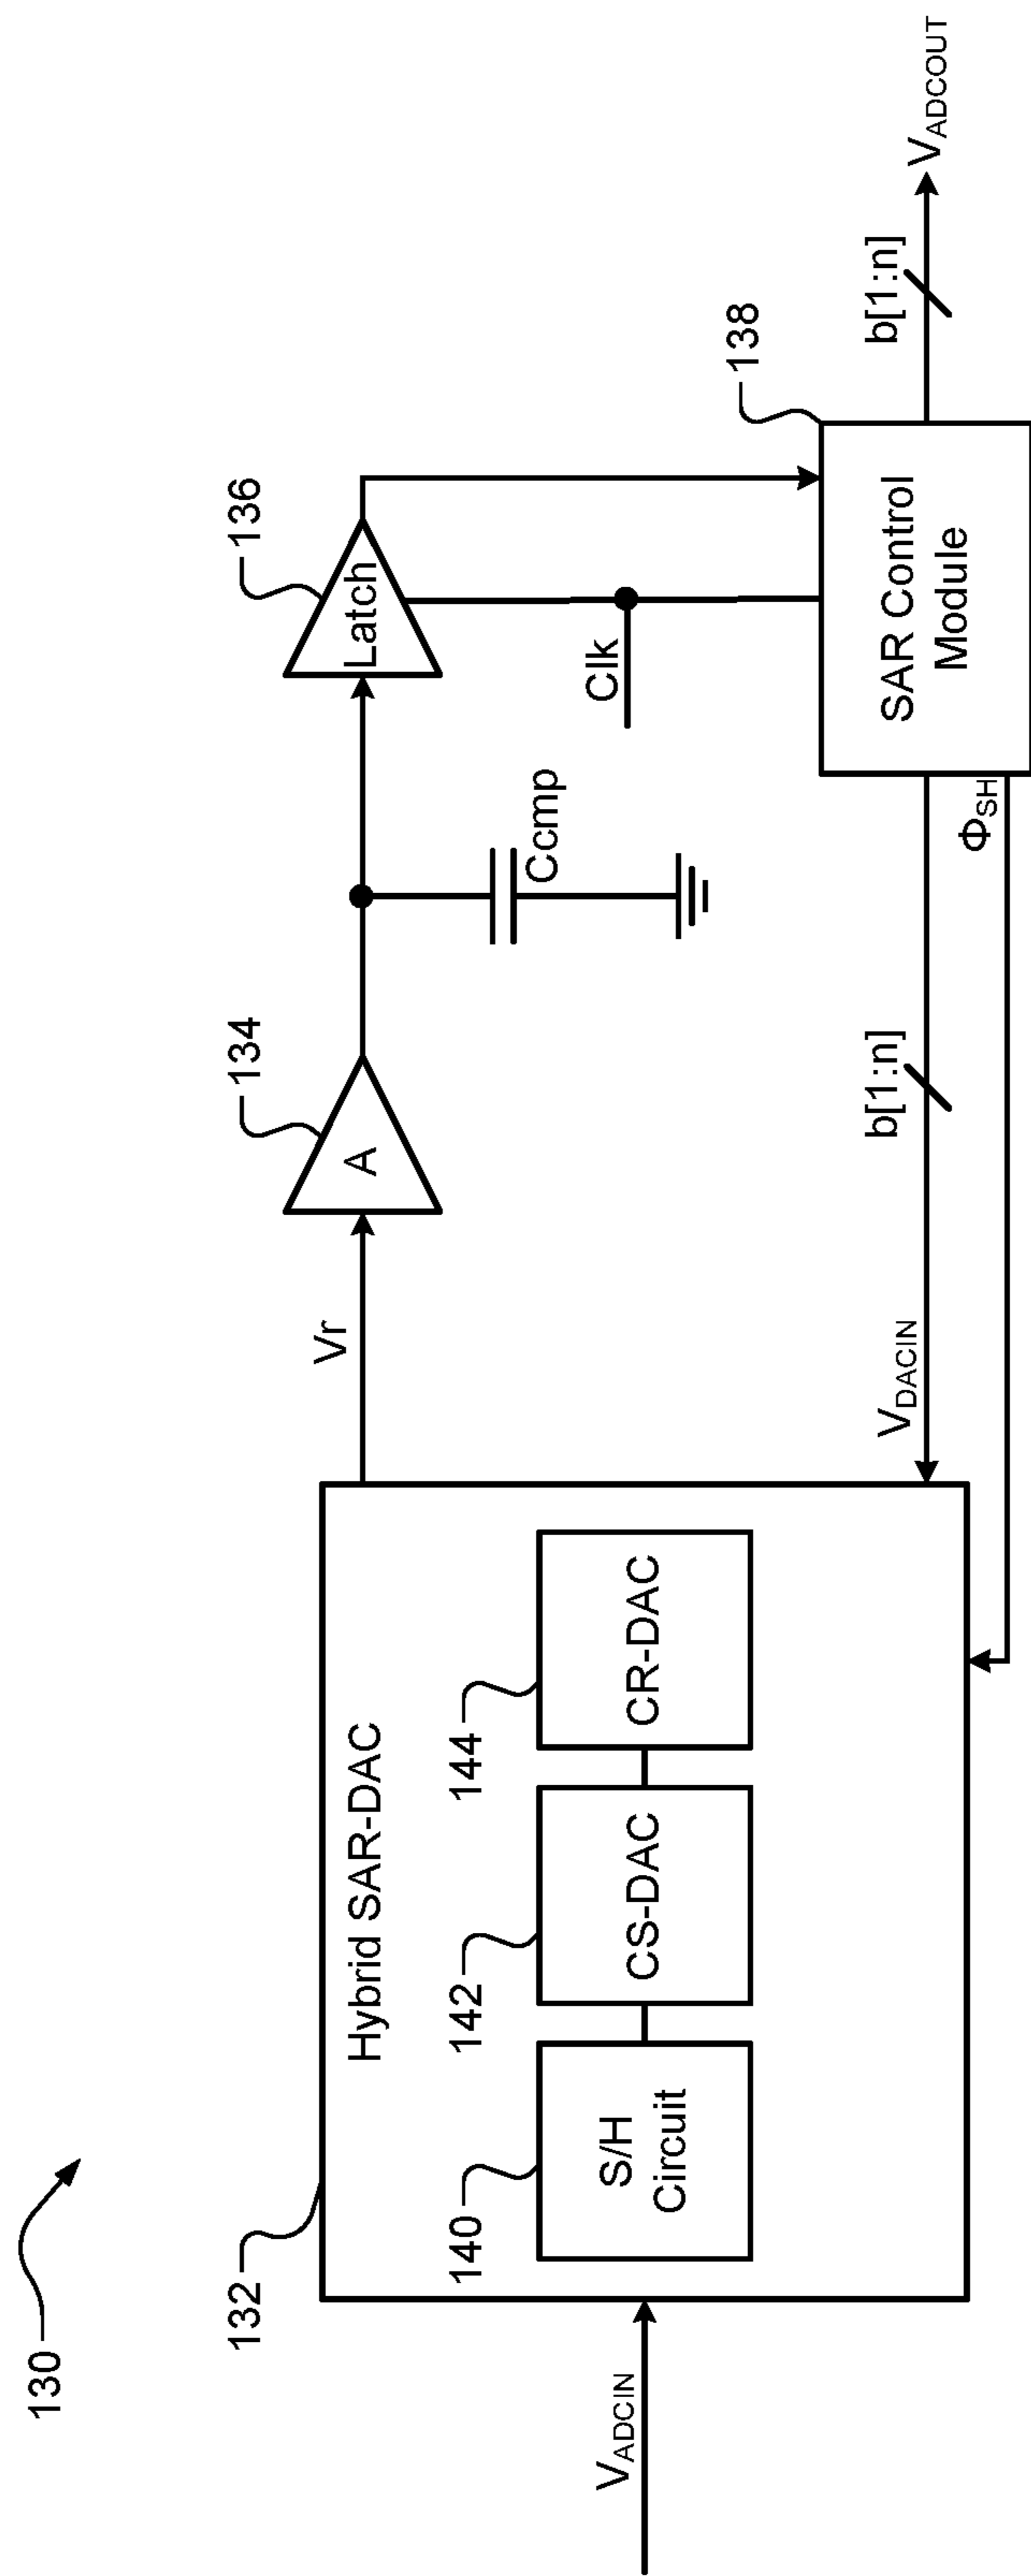 130
132
Hybrid SAR-DAC
140
S/H
Circuit
142
CS-DAC
144
CR-DAC
V_ADCIN
Vr
134
A
Ccmp
136
Latch
Clk
138
SAR Control
Module
b[1:n]
V_DACIN
Φ_SH
b[1:n]
V_ADCOUT